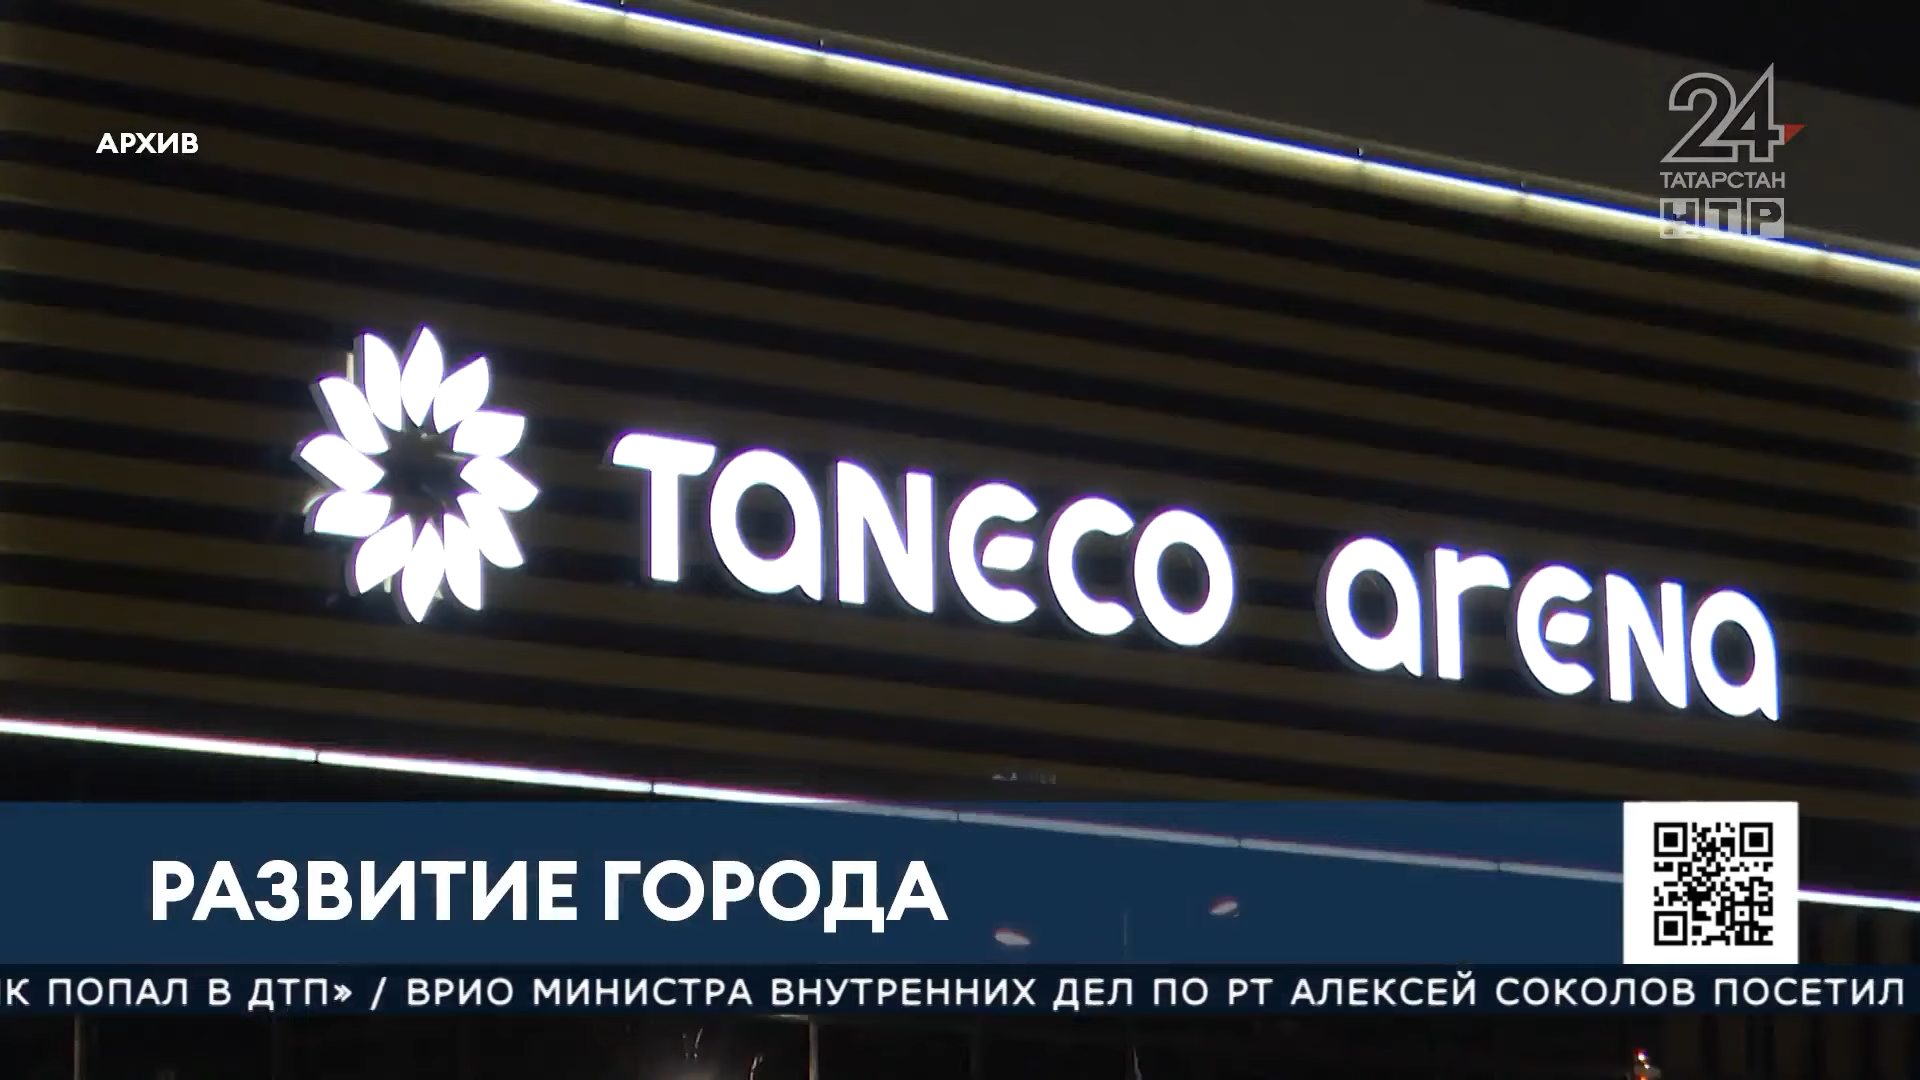 АРХИВ
24
ТАТАРСТАН
НТР
TANECO ARENA
РАЗВИТИЕ ГОРОДА
ПОПАЛ В ДТП» / ВРИО МИНИСТРА ВНУТРЕННИХ ДЕЛ ПО РТ АЛЕКСЕЙ СОКОЛОВ ПОСЕТИЛ